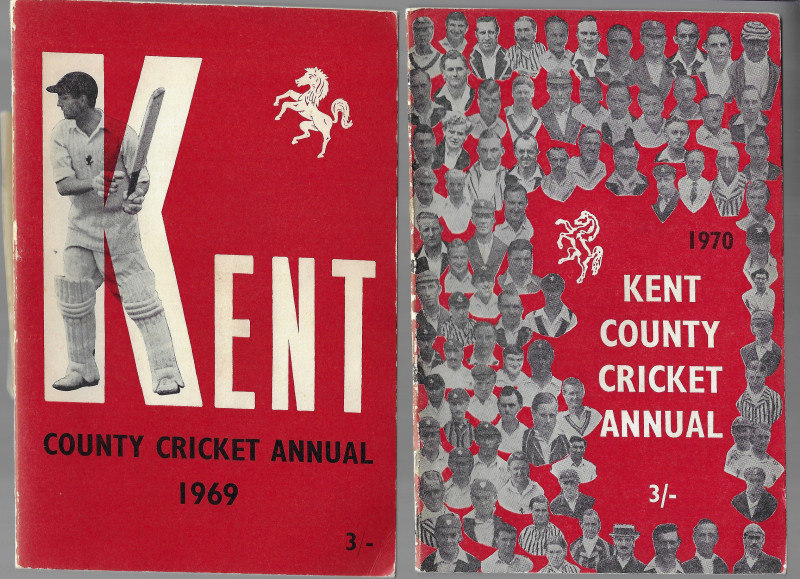 KENT
COUNTY CRICKET ANNUAL
1969
3/-
1970
KENT
COUNTY
CRICKET
ANNUAL
3/-